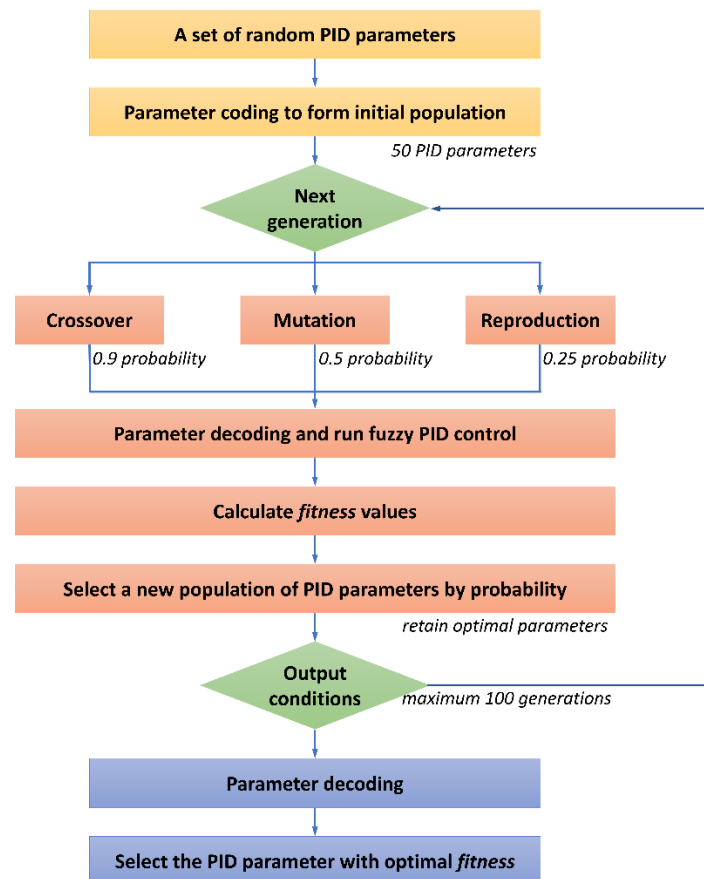 A set of random PID parameters
Parameter coding to form initial population
50 PID parameters
Next
generation
Crossover
Mutation
Reproduction
0.9 probability
0.5 probability
0.25 probability
Parameter decoding and run fuzzy PID control
Calculate fitness values
Select a new population of PID parameters by probability
retain optimal parameters
Output
conditions
maximum 100 generations
Parameter decoding
Select the PID parameter with optimal fitness